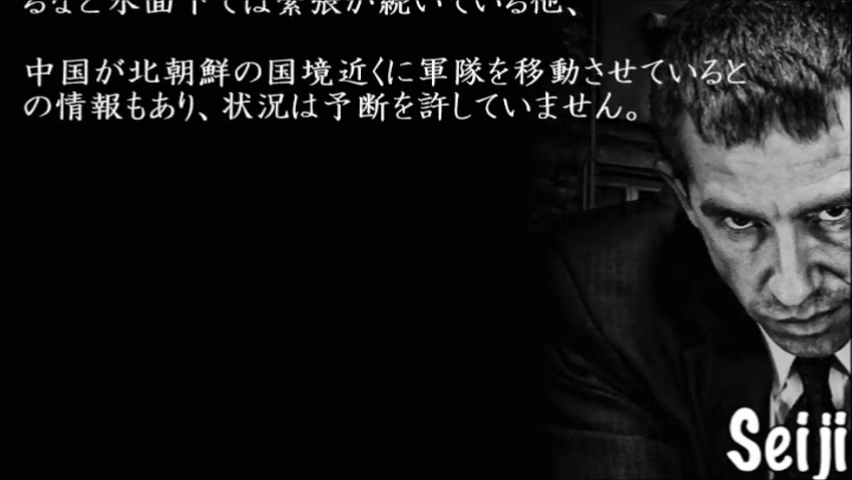 るなど水面下では緊張が続いている他、
中国が北朝鮮の国境近くに軍隊を移動させていると
の情報もあり、状況は予断を許していません。
Seiji